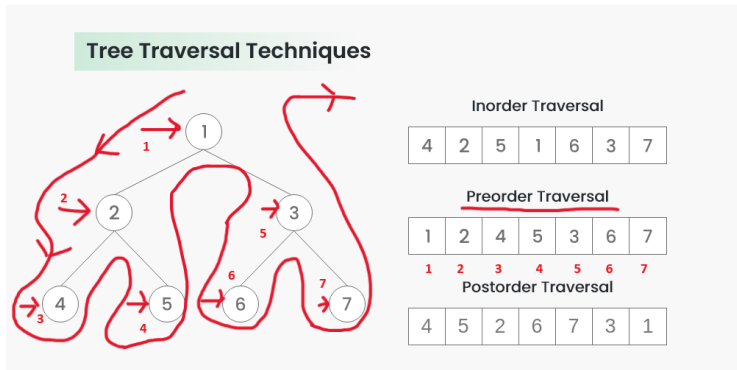 Tree Traversal Techniques
1
1
2
2
3
5
4
3
5
4
6
6
7
7
Inorder Traversal
4 2 5 1 6 3 7
Preorder Traversal
1 2 4 5 3 6 7
1 2 3 4 5 6 7
Postorder Traversal
4 5 2 6 7 3 1